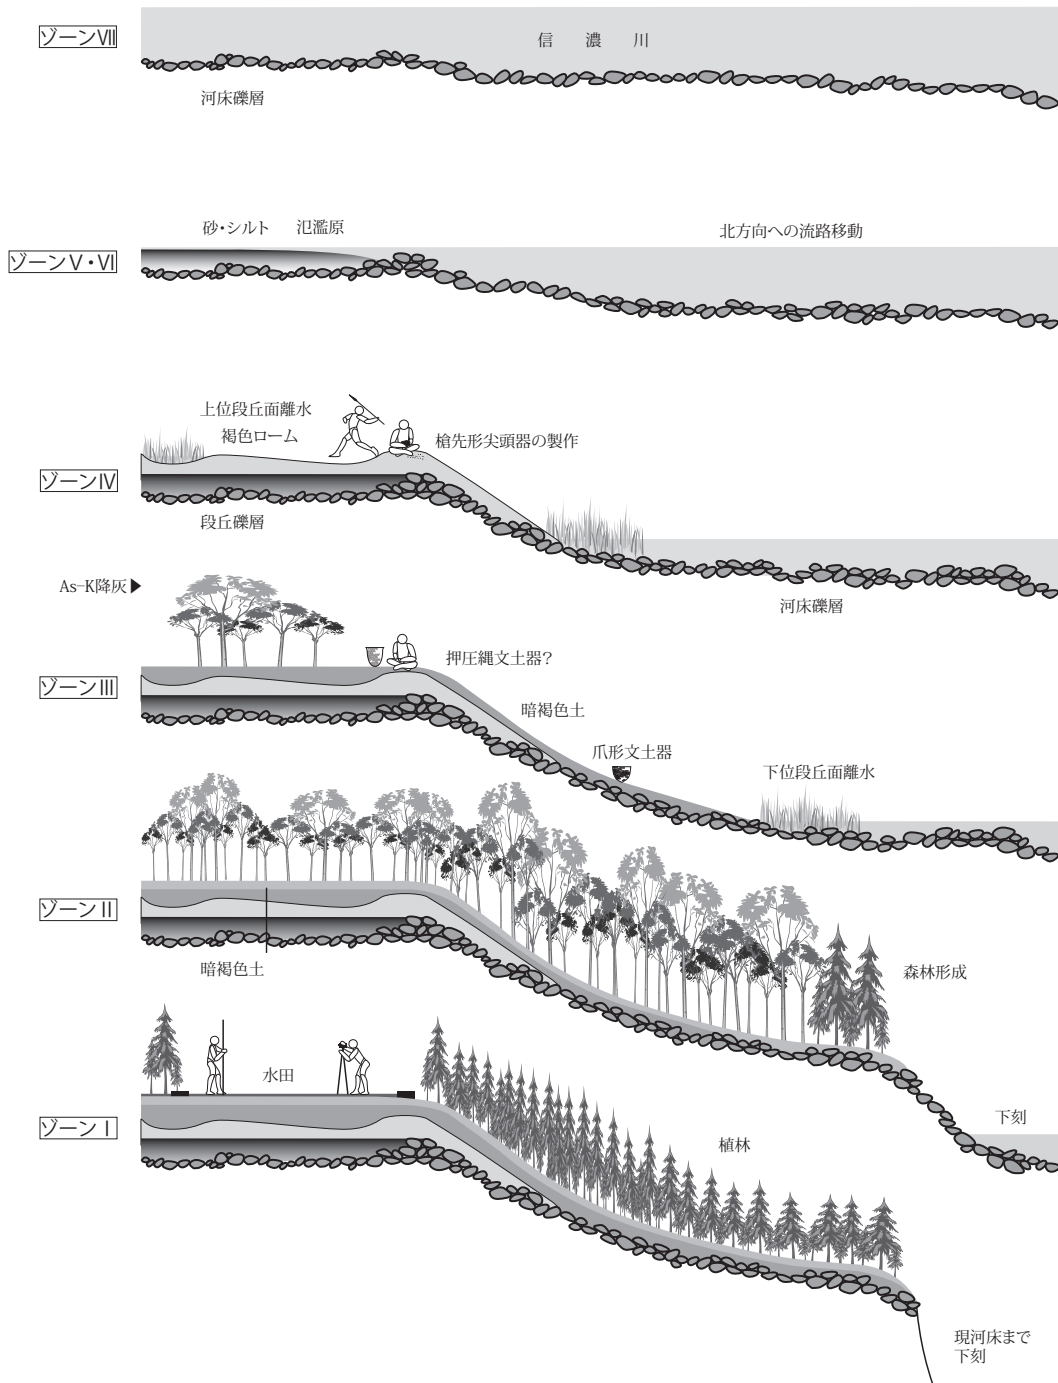 ゾーンⅦ
信濃川
河床礫層
砂・シルト 氾濫原
北方向への流路移動
ゾーンⅤ・Ⅵ
上位段丘面離水
褐色ローム
槍先形尖頭器の製作
ゾーンⅣ
段丘礫層
As-K降灰▶
河床礫層
押圧縄文土器?
ゾーンⅢ
暗褐色土
爪形文土器
下位段丘面離水
ゾーンⅡ
暗褐色土
森林形成
水田
下刻
ゾーンⅠ
植林
現河床まで
下刻